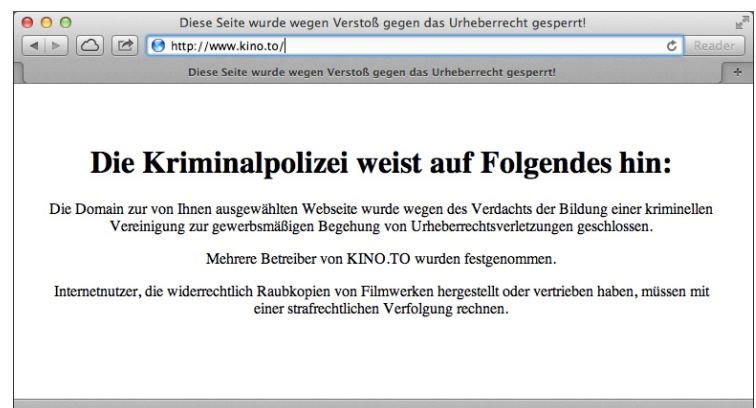 Diese Seite wurde wegen Verstoß gegen das Urheberrecht gesperrt!
http://www.kino.to/
Reader
Diese Seite wurde wegen Verstoß gegen das Urheberrecht gesperrt!
Die Kriminalpolizei weist auf Folgendes hin:
Die Domain zur von Ihnen ausgewählten Webseite wurde wegen des Verdachts der Bildung einer kriminellen
Vereinigung zur gewerbsmäßigen Begehung von Urheberrechtsverletzungen geschlossen.
Mehrere Betreiber von KINO.TO wurden festgenommen.
Internetnutzer, die widerrechtlich Raubkopien von Filmwerken hergestellt oder vertrieben haben, müssen mit
einer strafrechtlichen Verfolgung rechnen.